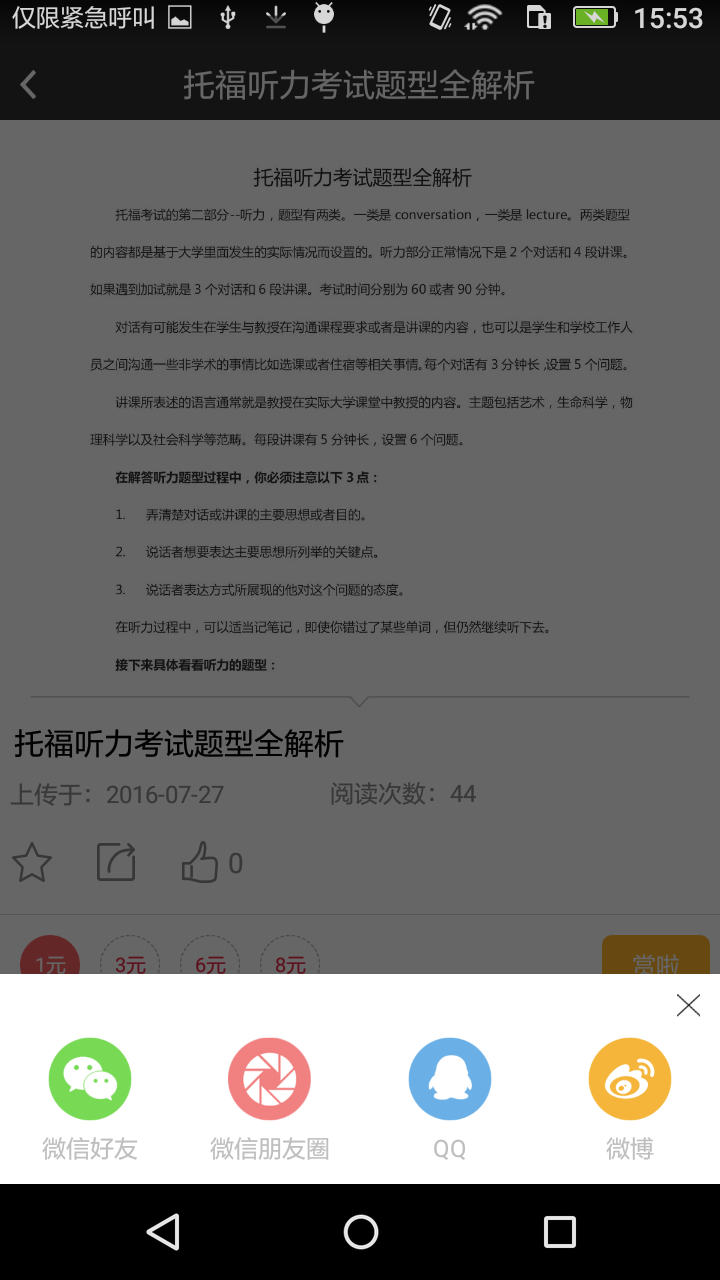 仅限紧急呼叫 15:53
托福听力考试题型全解析
托福听力考试题型全解析
托福考试的第二部分--听力，题型有两类。一类是 conversation，一类是 lecture。两类题型
的内容都是基于大学里面发生的实际情况而设置的。听力部分正常情况下是 2 个对话和 4 段讲课。
如果遇到加试就是 3 个对话和 6 段讲课。考试时间分别为 60 或者 90 分钟。
对话有可能发生在学生与教授在沟通课程要求或者是讲课的内容，也可以是学生和学校工作人
员之间沟通一些非学术的事情比如选课或者住宿等相关事情。每个对话有 3 分钟长，设置 5 个问题。
讲课所表述的语言通常就是教授在实际大学课堂中教授的内容。主题包括艺术，生命科学，物
理科学以及社会科学等范畴。每段讲课有 5 分钟长，设置 6 个问题。
在解答听力题型过程中，你必须注意以下 3 点：
1. 弄清楚对话或讲课的主要思想或者目的。
2. 说话者想要表达主要思想所列举的关键点。
3. 说话者表达方式所展现的他对这个问题的态度。
在听力过程中，可以适当记笔记，即使你错过了某些单词，但仍然继续听下去。
接下来具体看看听力的题型：
托福听力考试题型全解析
上传于：2016-07-27 阅读次数：44
0
1元 3元 6元 8元 赏啦
微信好友 微信朋友圈 QQ 微博